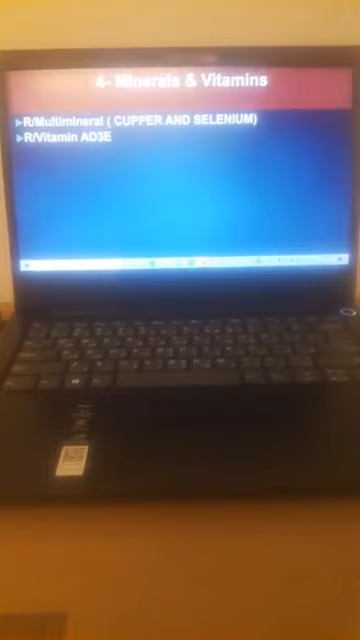 4- Minerals & Vitamins
➢R/Multimineral ( CUPPER AND SELENIUM)
➢R/Vitamin AD3E